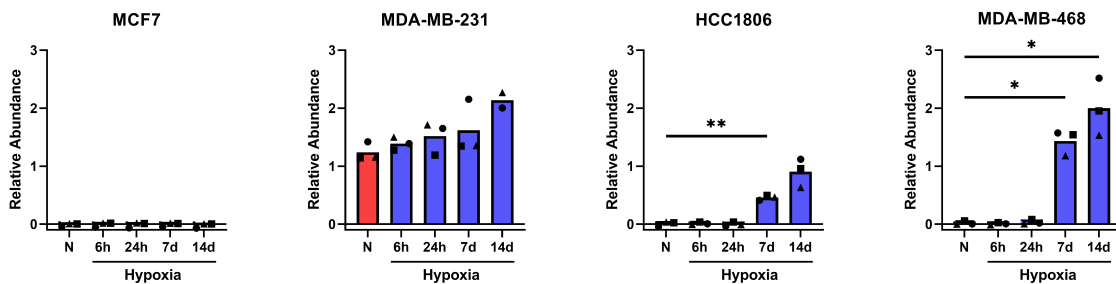 MCF7
3
2
1
0
Relative Abundance
N 6h 24h 7d 14d
Hypoxia
MDA-MB-231
3
2
1
0
Relative Abundance
N 6h 24h 7d 14d
Hypoxia
HCC1806
3
2
1
0
Relative Abundance
**
N 6h 24h 7d 14d
Hypoxia
MDA-MB-468
3
2
1
0
Relative Abundance
*
*
N 6h 24h 7d 14d
Hypoxia